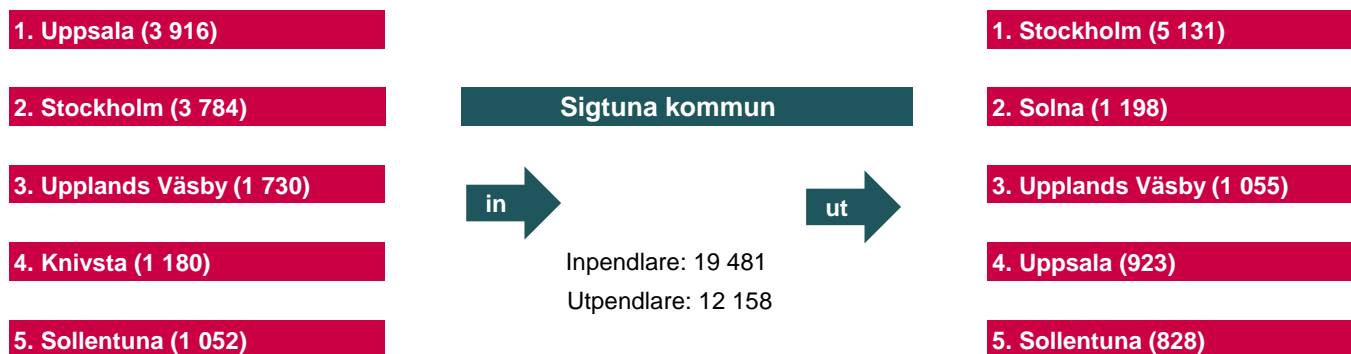 1. Uppsala (3 916)
2. Stockholm (3 784)
3. Upplands Väsby (1 730)
4. Knivsta (1 180)
5. Sollentuna (1 052)
Sigtuna kommun
in
ut
Inpendlare: 19 481
Utpendlare: 12 158
1. Stockholm (5 131)
2. Solna (1 198)
3. Upplands Väsby (1 055)
4. Uppsala (923)
5. Sollentuna (828)